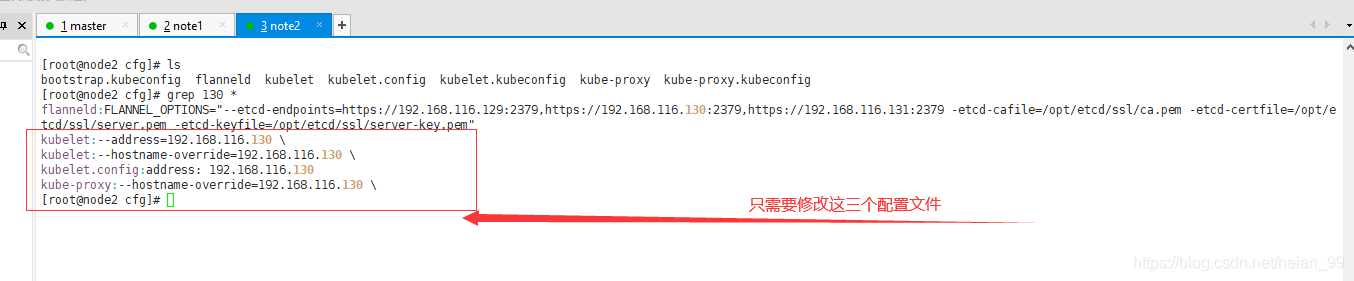 1 master
2 note1
3 note2
[root@node2 cfg]# ls
bootstrap.kubeconfig  flanneld  kubelet  kubelet.config  kubelet.kubeconfig  kube-proxy  kube-proxy.kubeconfig
[root@node2 cfg]# grep 130 *
flanneld:FLANNEL_OPTIONS="--etcd-endpoints=https://192.168.116.129:2379,https://192.168.116.130:2379,https://192.168.116.131:2379 -etcd-cafile=/opt/etcd/ssl/ca.pem -etcd-certfile=/opt/e
tcd/ssl/server.pem -etcd-keyfile=/opt/etcd/ssl/server-key.pem"
kubelet:--address=192.168.116.130 \
kubelet:--hostname-override=192.168.116.130 \
kubelet.config:address: 192.168.116.130
kube-proxy:--hostname-override=192.168.116.130 \
[root@node2 cfg]#
只需要修改这三个配置文件
https://blog.csdn.net/heian_99